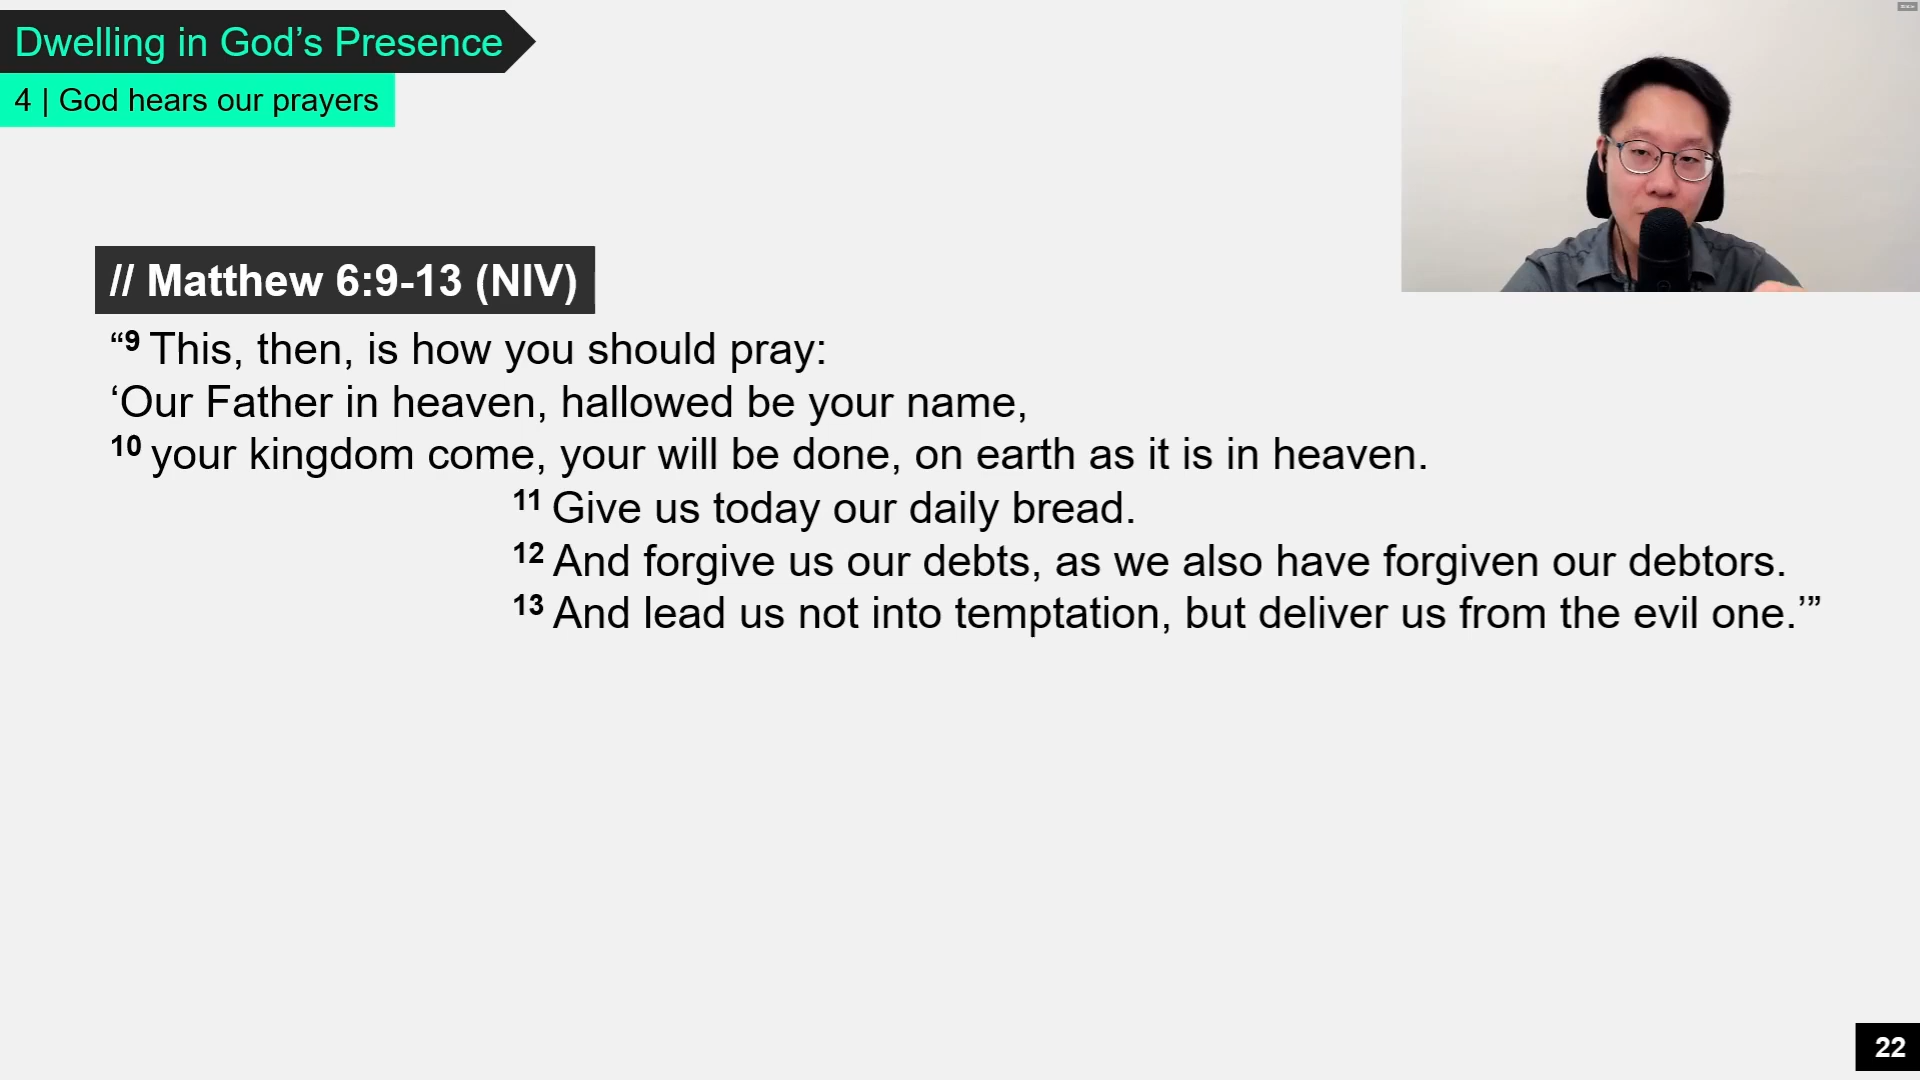 Dwelling in God’s Presence
4 | God hears our prayers
// Matthew 6:9-13 (NIV)
“9 This, then, is how you should pray:
‘Our Father in heaven, hallowed be your name,
10 your kingdom come, your will be done, on earth as it is in heaven.
11 Give us today our daily bread.
12 And forgive us our debts, as we also have forgiven our debtors.
13 And lead us not into temptation, but deliver us from the evil one.’”
22